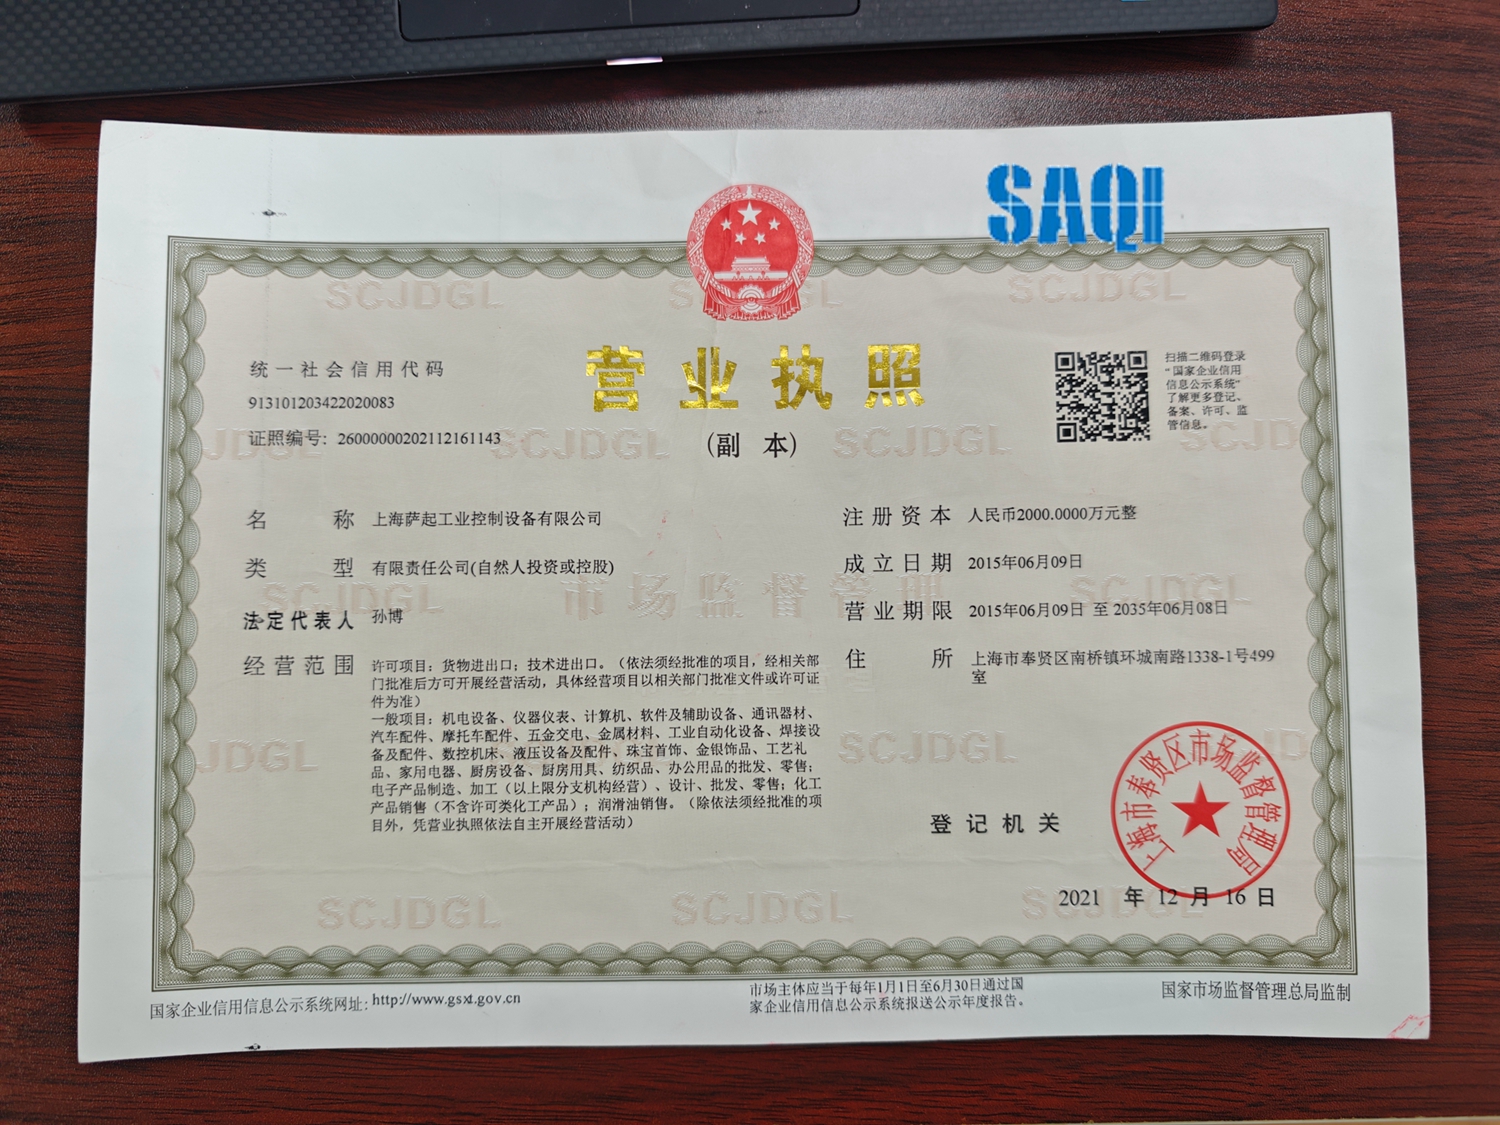 SAQI
统一社会信用代码
913101203422020083
证照编号：26000000202112161143
营业执照
(副 本)
扫描二维码登录
“国家企业信用
信息公示系统”
了解更多登记、
备案、许可、监
管信息。
名 称 上海萨起工业控制设备有限公司
类 型 有限责任公司(自然人投资或控股)
法定代表人 孙博
经营范围 许可项目：货物进出口；技术进出口。（依法须经批准的项目，经相关部
门批准后方可开展经营活动，具体经营项目以相关部门批准文件或许可证
件为准）
一般项目：机电设备、仪器仪表、计算机、软件及辅助设备、通讯器材、
汽车配件、摩托车配件、五金交电、金属材料、工业自动化设备、焊接设
备及配件、数控机床、液压设备及配件、珠宝首饰、金银饰品、工艺礼
品、家用电器、厨房设备、厨房用具、纺织品、办公用品的批发、零售；
电子产品制造、加工（以上限分支机构经营）、设计、批发、零售；化工
产品销售（不含许可类化工产品）；润滑油销售。（除依法须经批准的项
目外，凭营业执照依法自主开展经营活动）
注册资本 人民币2000.0000万元整
成立日期 2015年06月09日
营业期限 2015年06月09日 至 2035年06月08日
住 所 上海市奉贤区南桥镇环城南路1338-1号499
室
登记机关
上海市奉贤区市场监督管理局
2021 年 12 月 16 日
国家企业信用信息公示系统网址：http://www.gsxt.gov.cn
市场主体应当于每年1月1日至6月30日通过国
家企业信用信息公示系统报送公示年度报告。
国家市场监督管理总局监制
SCJDGL
市场监督管理